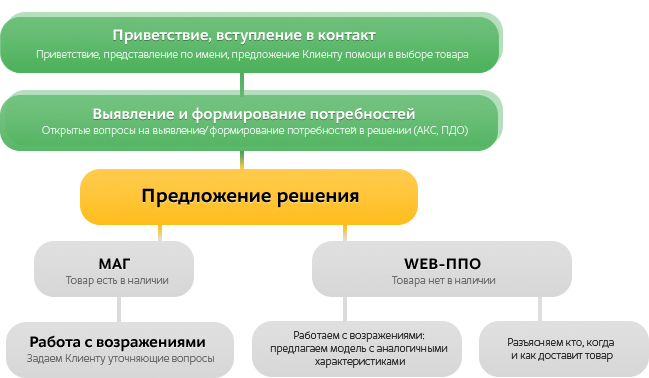 Приветствие, вступление в контакт
Приветствие, представление по имени, предложение Клиенту помощи в выборе товара
Выявление и формирование потребностей
Открытые вопросы на выявление/формирование потребностей в решении (АКС, ПДО)
Предложение решения
МАГ
Товар есть в наличии
WEB-ППО
Товара нет в наличии
Работа с возражениями
Задаем Клиенту уточняющие вопросы
Работаем с возражениями:
предлагаем модель с аналогичными
характеристиками
Разъясняем кто, когда
и как доставит товар